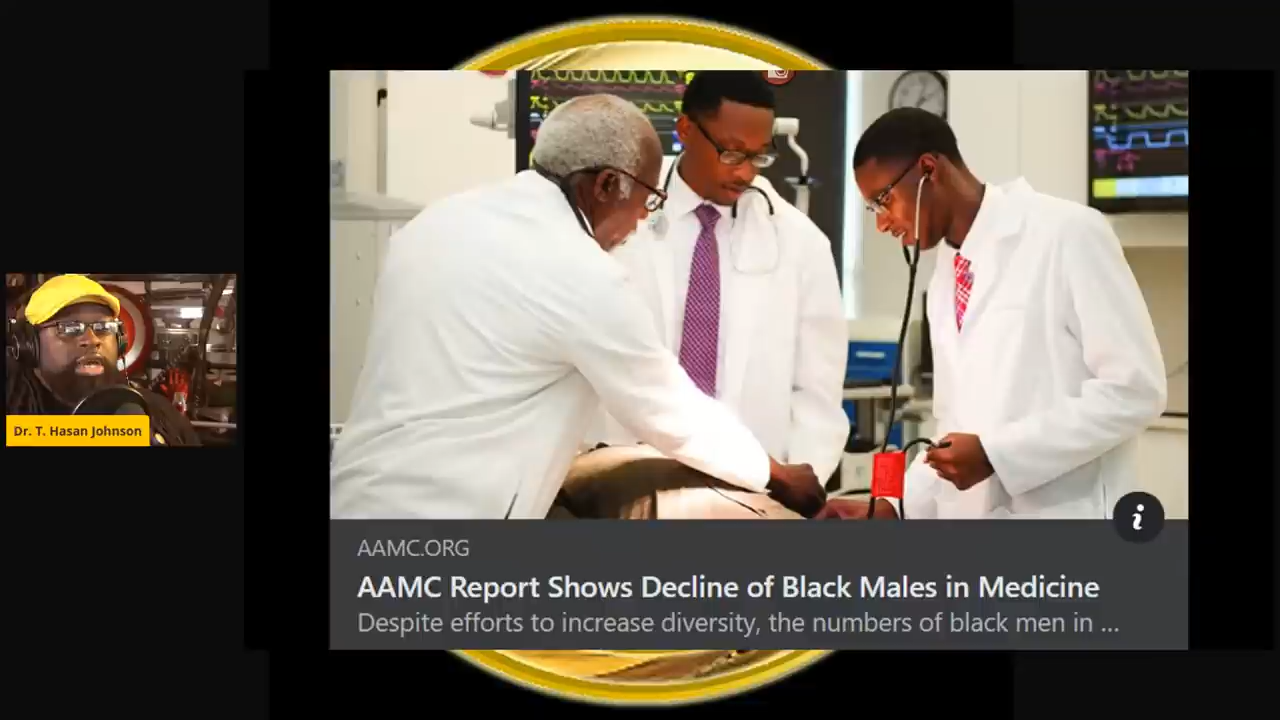 Dr. T. Hasan Johnson
AAMC.ORG
AAMC Report Shows Decline of Black Males in Medicine
Despite efforts to increase diversity, the numbers of black men in ...